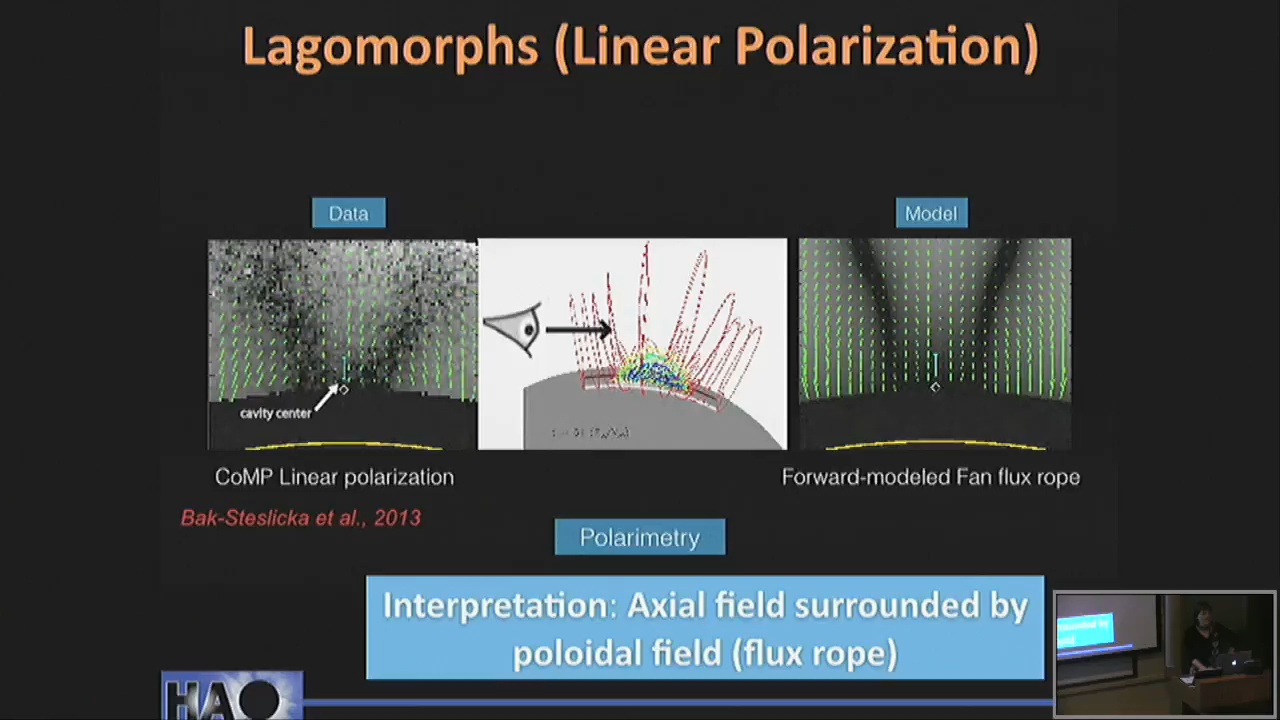 Lagomorphs (Linear Polarization)
Data
Model
cavity center
CoMP Linear polarization
Forward-modeled Fan flux rope
Bak-Steslicka et al., 2013
Polarimetry
Interpretation: Axial field surrounded by
poloidal field (flux rope)
HAO